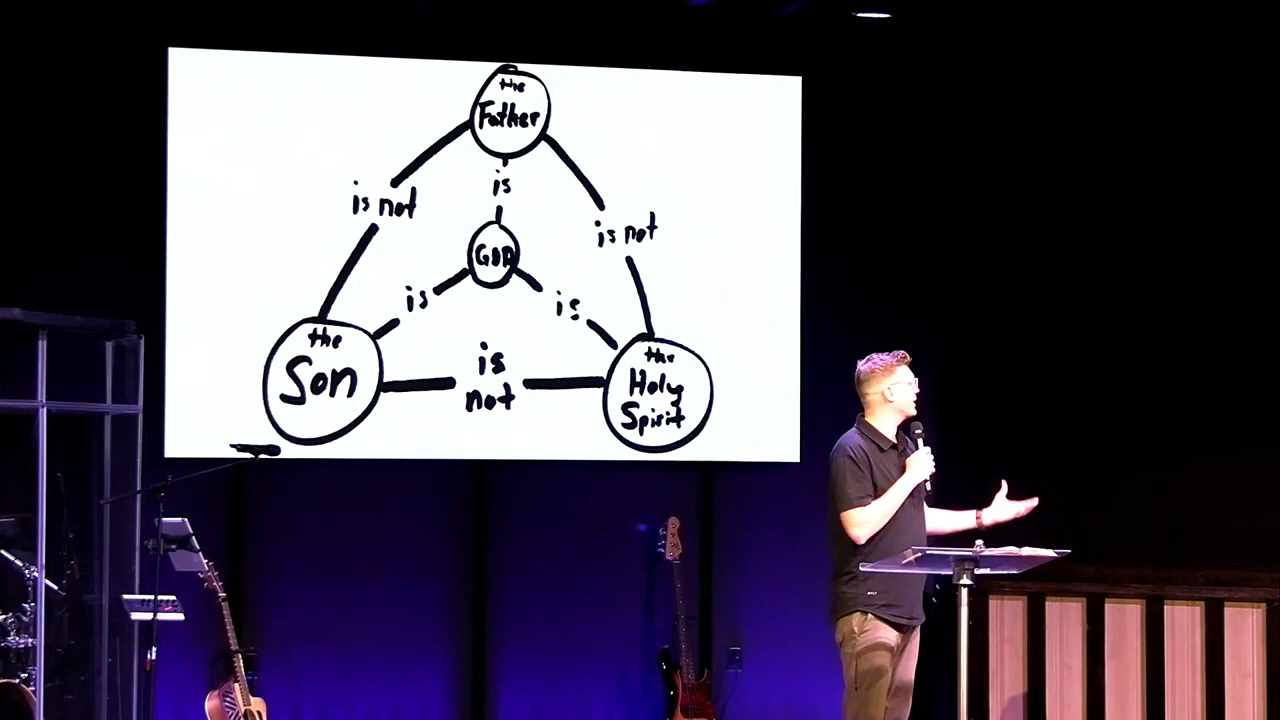 the
Father
is
is not
is not
GOD
is
is
the
Son
is
not
the
Holy
Spirit